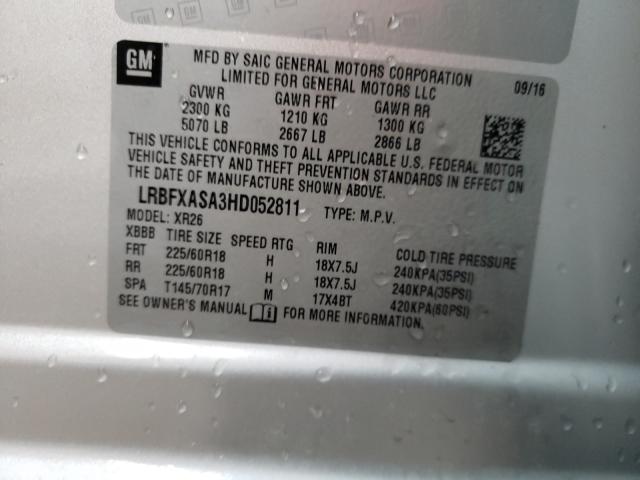 GM
MFD BY SAIC GENERAL MOTORS CORPORATION
LIMITED FOR GENERAL MOTORS LLC
09/16
GVWR GAWR FRT GAWR RR
2300 KG 1210 KG 1300 KG
5070 LB 2667 LB 2866 LB
THIS VEHICLE CONFORMS TO ALL APPLICABLE U.S. FEDERAL MOTOR
VEHICLE SAFETY AND THEFT PREVENTION STANDARDS IN EFFECT ON
THE DATE OF MANUFACTURE SHOWN ABOVE.
LRBFXASA3HD052811 TYPE: M.P.V.
MODEL: XR26
XBBB TIRE SIZE SPEED RTG RIM COLD TIRE PRESSURE
FRT 225/60R18 H 18X7.5J 240KPA(35PSI)
RR 225/60R18 H 18X7.5J 240KPA(35PSI)
SPA T145/70R17 M 17X4BT 420KPA(60PSI)
SEE OWNER'S MANUAL FOR MORE INFORMATION.